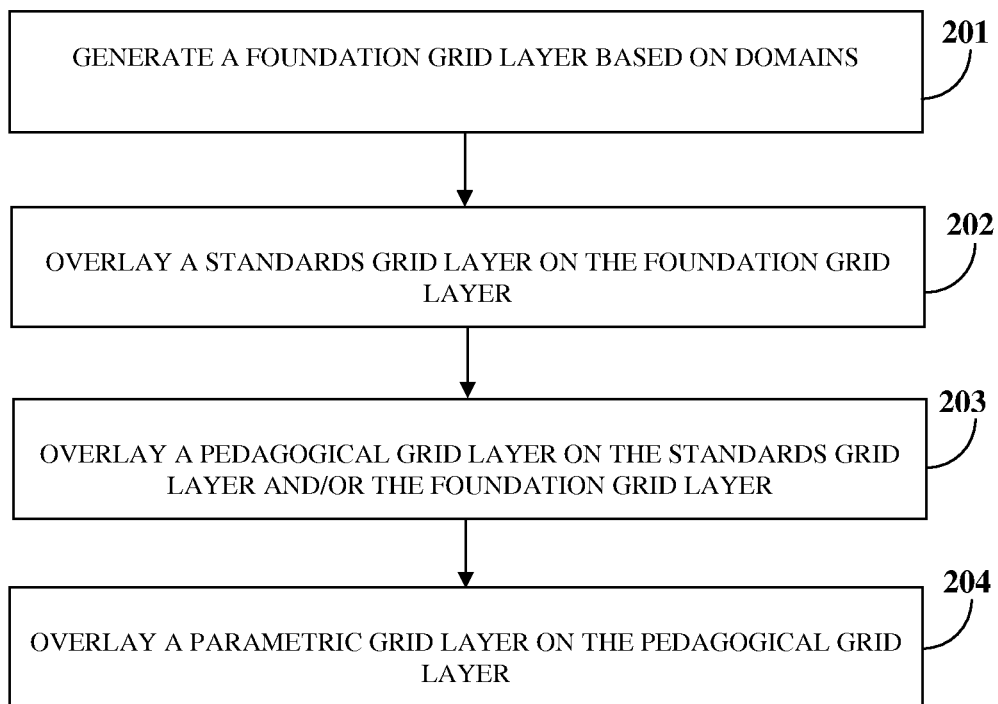 GENERATE A FOUNDATION GRID LAYER BASED ON DOMAINS
201
OVERLAY A STANDARDS GRID LAYER ON THE FOUNDATION GRID
LAYER
202
OVERLAY A PEDAGOGICAL GRID LAYER ON THE STANDARDS GRID
LAYER AND/OR THE FOUNDATION GRID LAYER
203
OVERLAY A PARAMETRIC GRID LAYER ON THE PEDAGOGICAL GRID
LAYER
204